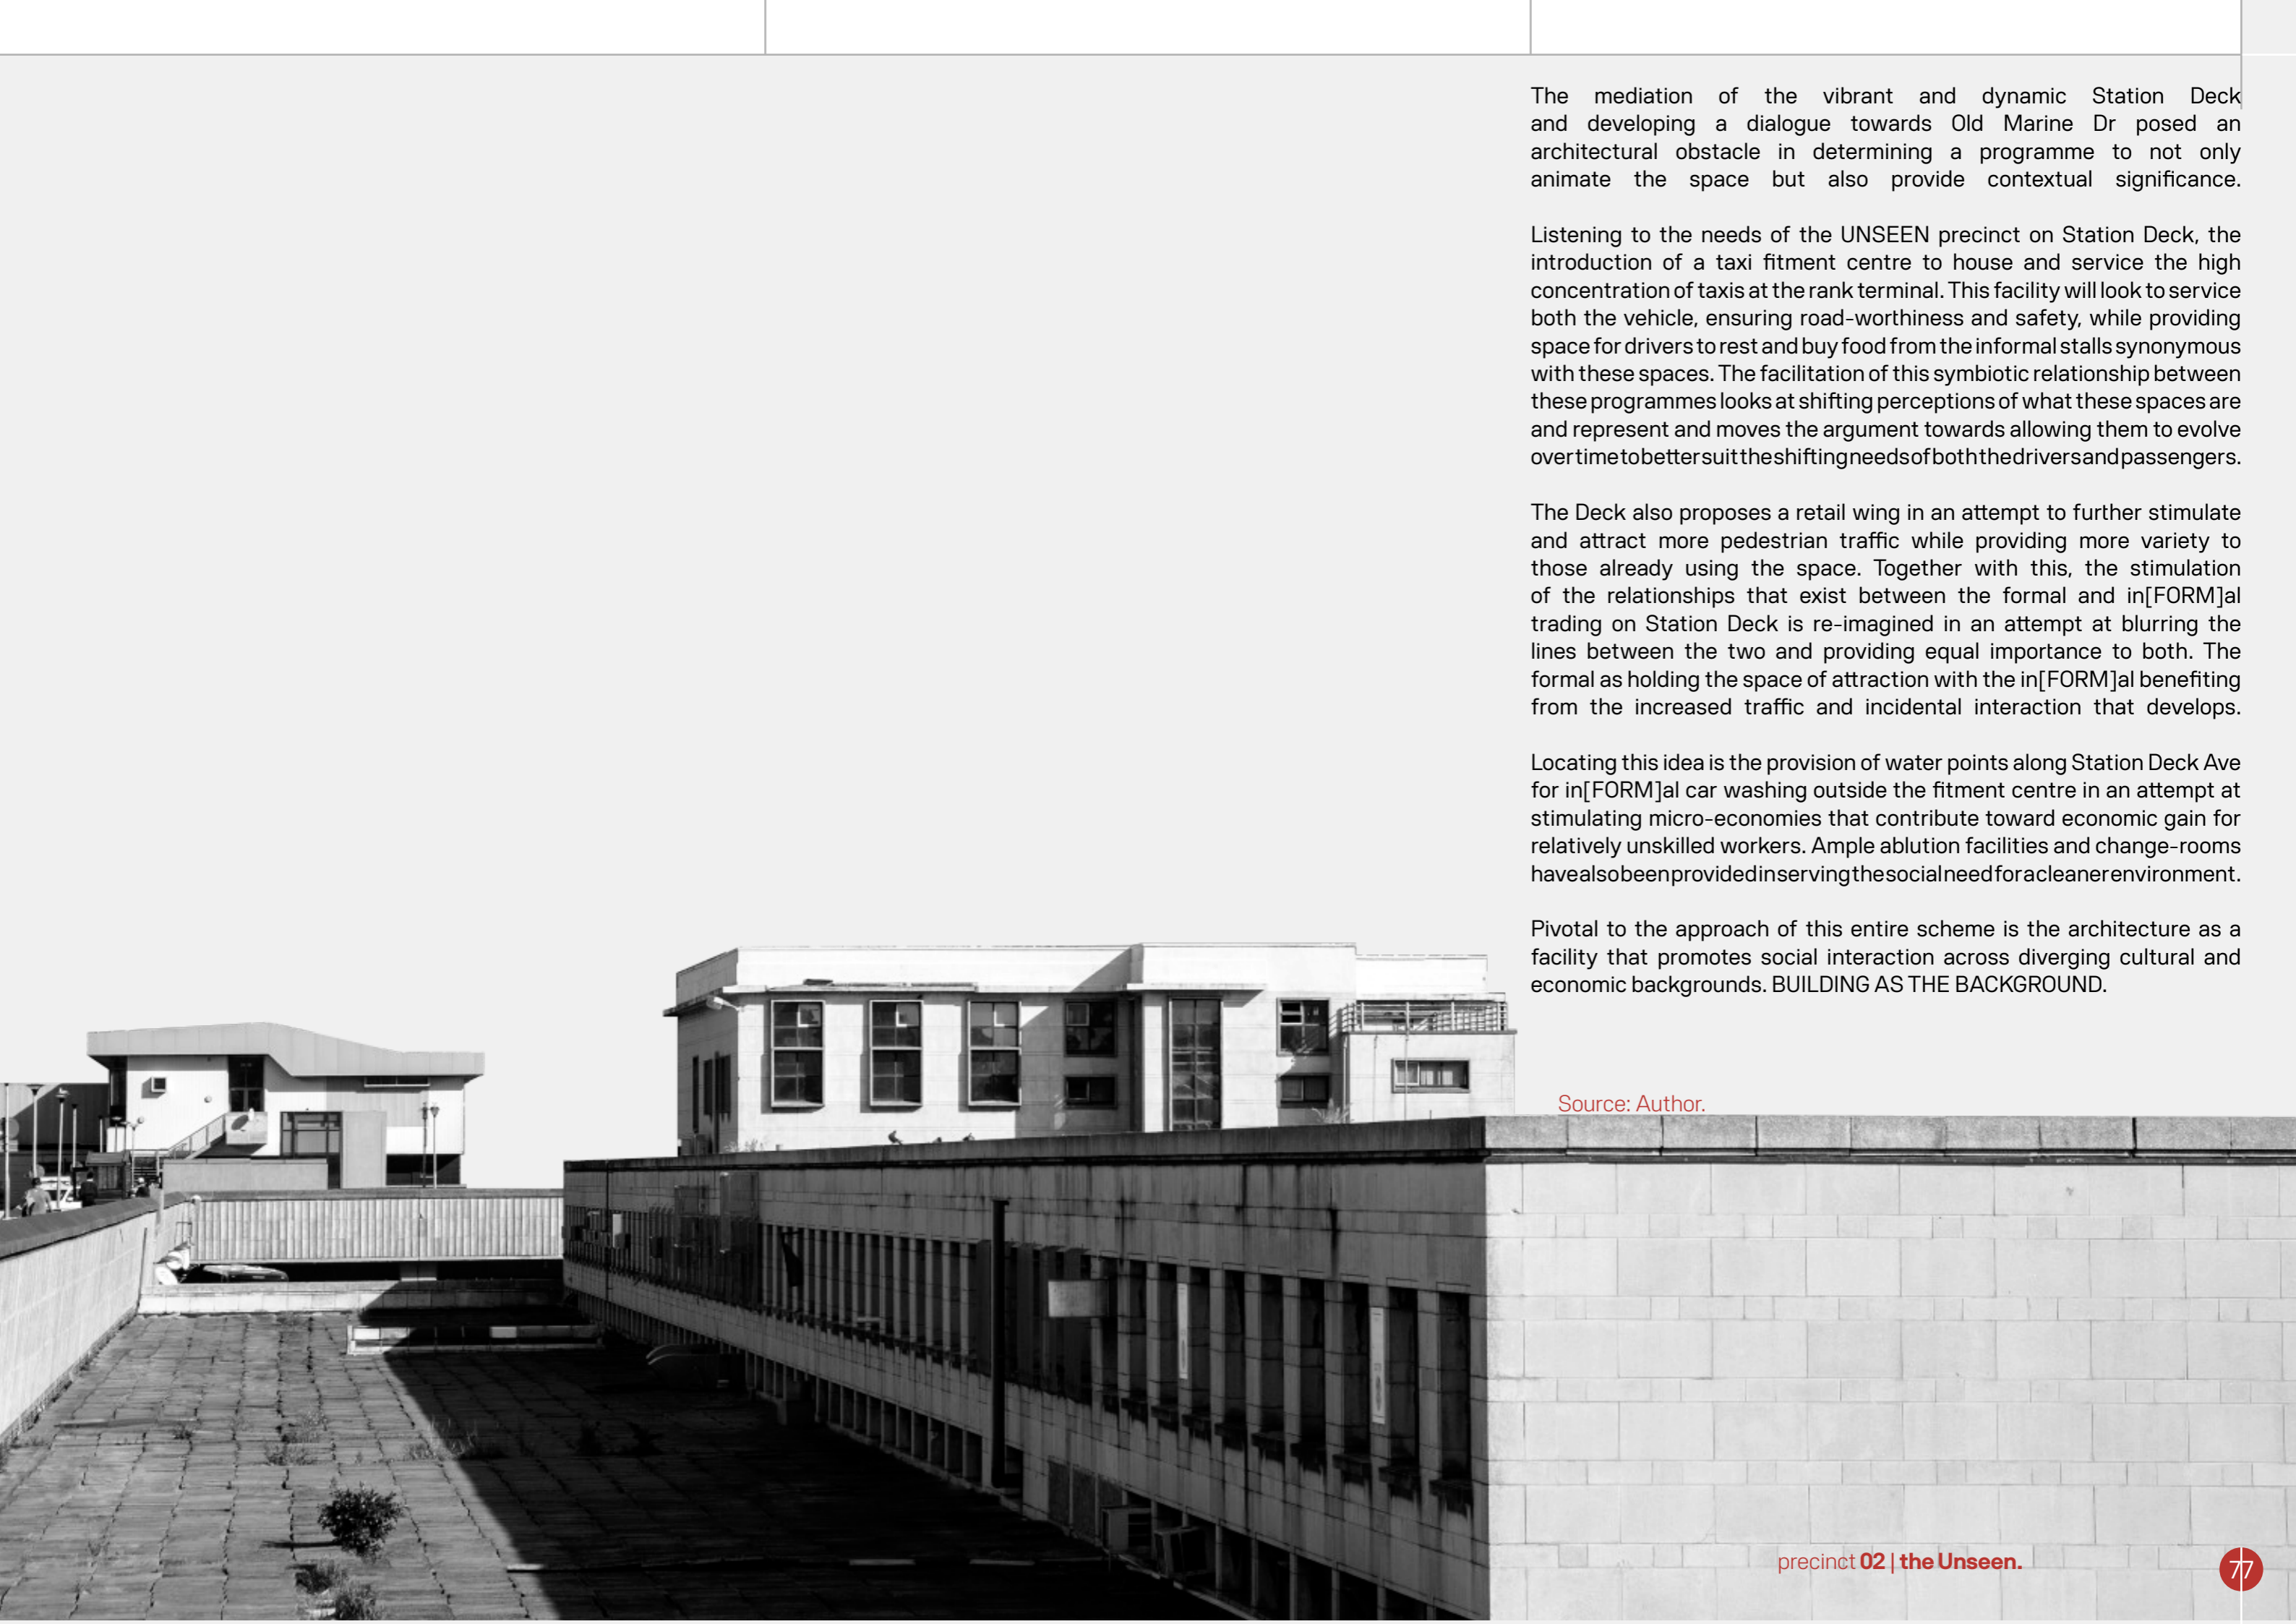 The mediation of the vibrant and dynamic Station Deck
and developing a dialogue towards Old Marine Dr posed an
architectural obstacle in determining a programme to not only
animate the space but also provide contextual significance.
Listening to the needs of the UNSEEN precinct on Station Deck, the
introduction of a taxi fitment centre to house and service the high
concentration of taxis at the rank terminal. This facility will look to service
both the vehicle, ensuring road-worthiness and safety, while providing
space for drivers to rest and buy food from the informal stalls synonymous
with these spaces. The facilitation of this symbiotic relationship between
these programmes looks at shifting perceptions of what these spaces are
and represent and moves the argument towards allowing them to evolve
over time to better suit the shifting needs of both the drivers and passengers.
The Deck also proposes a retail wing in an attempt to further stimulate
and attract more pedestrian traffic while providing more variety to
those already using the space. Together with this, the stimulation
of the relationships that exist between the formal and in[FORM]al
trading on Station Deck is re-imagined in an attempt at blurring the
lines between the two and providing equal importance to both. The
formal as holding the space of attraction with the in[FORM]al benefiting
from the increased traffic and incidental interaction that develops.
Locating this idea is the provision of water points along Station Deck Ave
for in[FORM]al car washing outside the fitment centre in an attempt at
stimulating micro-economies that contribute toward economic gain for
relatively unskilled workers. Ample ablution facilities and change-rooms
have also been provided in serving the social need for a cleaner environment.
Pivotal to the approach of this entire scheme is the architecture as a
facility that promotes social interaction across diverging cultural and
economic backgrounds. BUILDING AS THE BACKGROUND.
Source: Author.
precinct 02 | the Unseen.
77